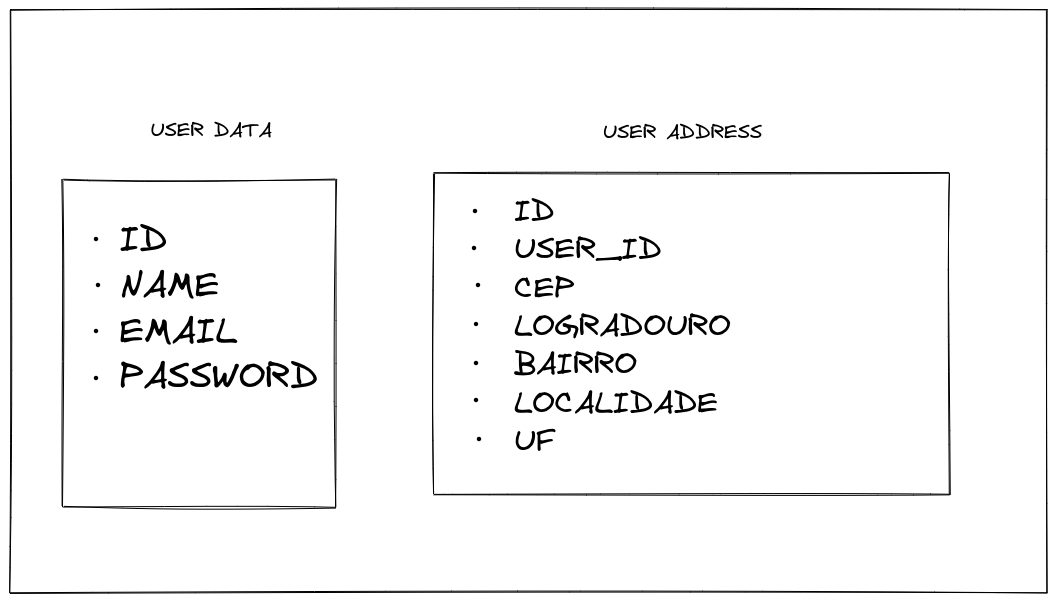 USER DATA
· ID
· NAME
· EMAIL
· PASSWORD
USER ADDRESS
· ID
· USER_ID
· CEP
· LOGRADOURO
· BAIRRO
· LOCALIDADE
· UF